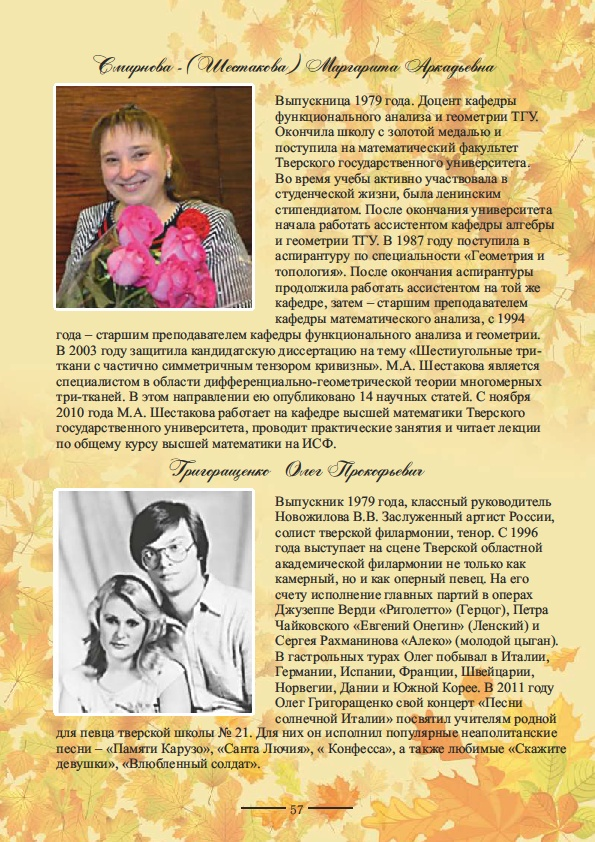 Смирнова -(Шестакова) Маргарита Аркадьевна
Выпускница 1979 года. Доцент кафедры
функционального анализа и геометрии ТГУ.
Окончила школу с золотой медалью и
поступила на математический факультет
Тверского государственного университета.
Во время учебы активно участвовала в
студенческой жизни, была ленинским
стипендиатом. После окончания университета
начала работать ассистентом кафедры алгебры
и геометрии ТГУ. В 1987 году поступила в
аспирантуру по специальности «Геометрия и
топология». После окончания аспирантуры
продолжила работать ассистентом на той же
кафедре, затем – старшим преподавателем
кафедры математического анализа, с 1994
года – старшим преподавателем кафедры функционального анализа и геометрии.
В 2003 году защитила кандидатскую диссертацию на тему «Шестиугольные три-
ткани с частично симметричным тензором кривизны». М.А. Шестакова является
специалистом в области дифференциально-геометрической теории многомерных
три-тканей. В этом направлении ею опубликовано 14 научных статей. С ноября
2010 года М.А. Шестакова работает на кафедре высшей математики Тверского
государственного университета, проводит практические занятия и читает лекции
по общему курсу высшей математики на ИСФ.
Григоращенко Олег Прокофьевич
Выпускник 1979 года, классный руководитель
Новожилова В.В. Заслуженный артист России,
солист тверской филармонии, тенор. С 1996
года выступает на сцене Тверской областной
академической филармонии не только как
камерный, но и как оперный певец. На его
счету исполнение главных партий в операх
Джузеппе Верди «Риголетто» (Герцог), Петра
Чайковского «Евгений Онегин» (Ленский) и
Сергея Рахманинова «Алеко» (молодой цыган).
В гастрольных турах Олег побывал в Италии,
Германии, Испании, Франции, Швейцарии,
Норвегии, Дании и Южной Корее. В 2011 году
Олег Григоращенко свой концерт «Песни
солнечной Италии» посвятил учителям родной
для певца тверской школы № 21. Для них он исполнил популярные неаполитанские
песни – «Памяти Карузо», «Санта Лючия», « Конфесса», а также любимые «Скажите
девушки», «Влюбленный солдат».
57